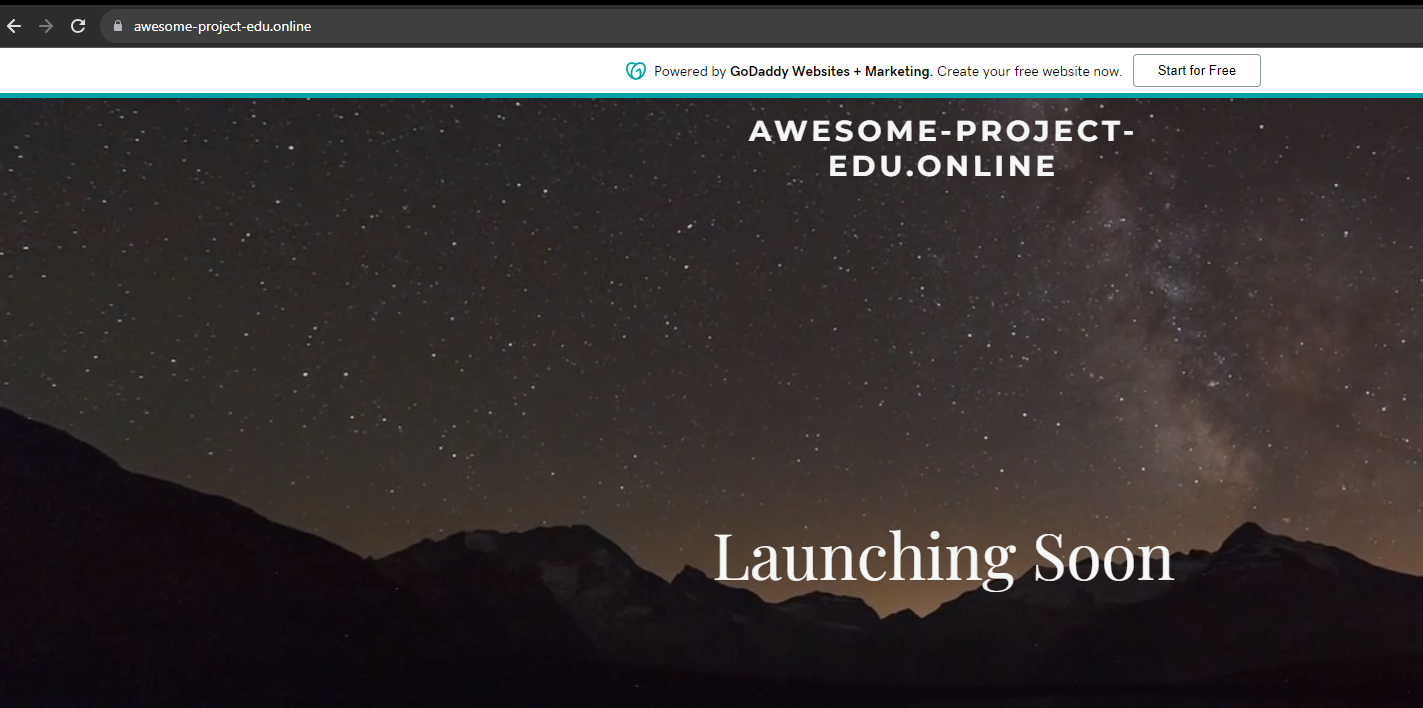 awesome-project-edu.online
Powered by GoDaddy Websites + Marketing. Create your free website now. Start for Free
AWESOME-PROJECT-
EDU.ONLINE
Launching Soon